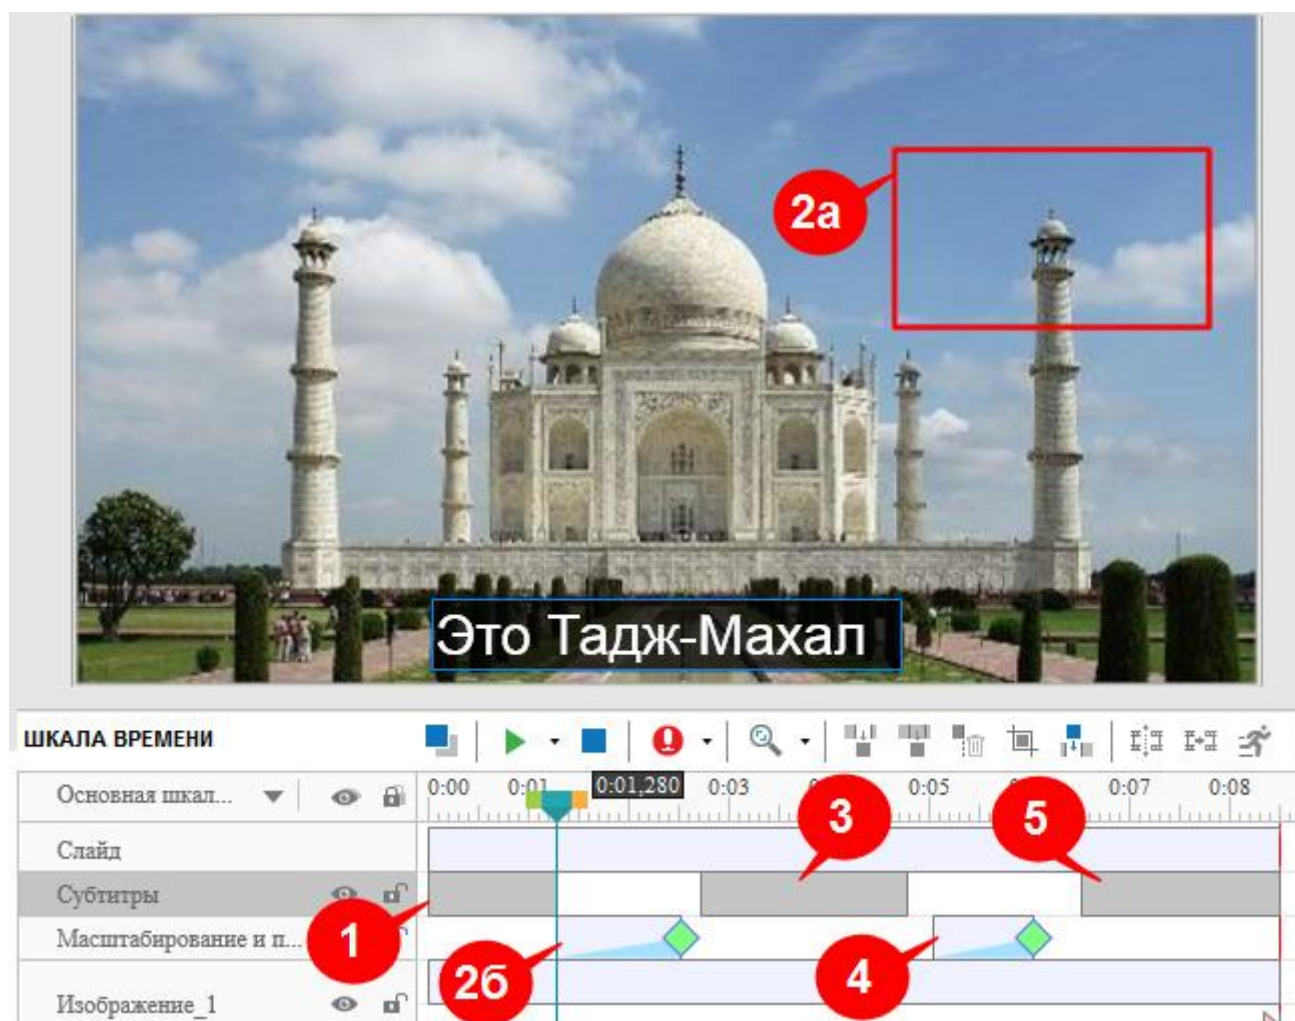 2а
Это Тадж-Махал
ШКАЛА ВРЕМЕНИ
Основная шкал...
0:00 0:01 0:01,280 0:03 0:05 0:07 0:08
3
5
Слайд
Субтитры
1
Масштабирование и п...
2б
4
Изображение_1